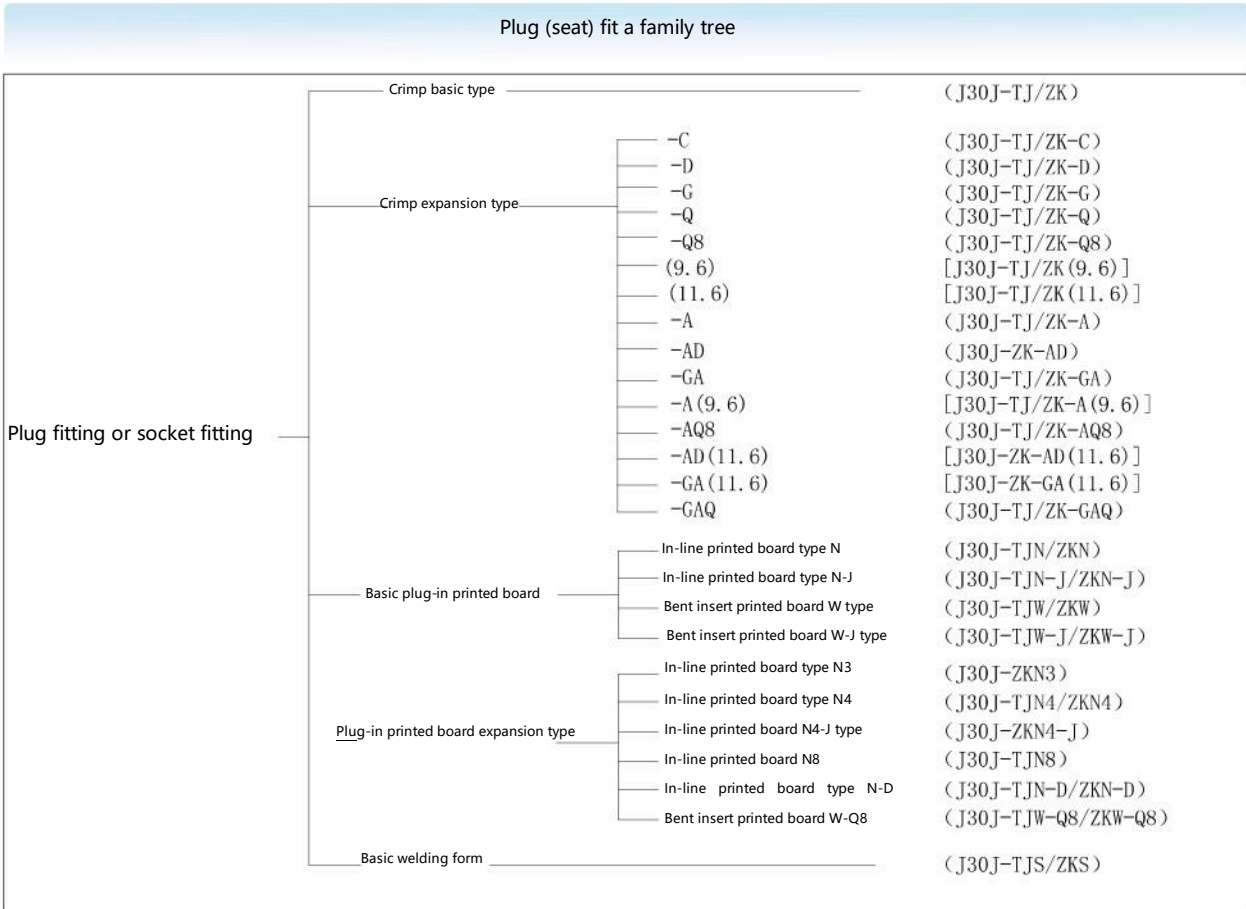 Plug (seat) fit a family tree
Crimp basic type (J30J-TJ/ZK)
-C (J30J-TJ/ZK-C)
-D (J30J-TJ/ZK-D)
-G (J30J-TJ/ZK-G)
Crimp expansion type
-Q (J30J-TJ/ZK-Q)
-Q8 (J30J-TJ/ZK-Q8)
(9.6) [J30J-TJ/ZK(9.6)]
(11.6) [J30J-TJ/ZK(11.6)]
-A (J30J-TJ/ZK-A)
-AD (J30J-ZK-AD)
-GA (J30J-TJ/ZK-GA)
-A(9.6) [J30J-TJ/ZK-A(9.6)]
Plug fitting or socket fitting
-AQ8 (J30J-TJ/ZK-AQ8)
-AD(11.6) [J30J-ZK-AD(11.6)]
-GA(11.6) [J30J-ZK-GA(11.6)]
-GAQ (J30J-TJ/ZK-GAQ)
In-line printed board type N (J30J-TJN/ZKN)
In-line printed board type N-J (J30J-TJN-J/ZKN-J)
Basic plug-in printed board
Bent insert printed board W type (J30J-TJW/ZKW)
Bent insert printed board W-J type (J30J-TJW-J/ZKW-J)
In-line printed board type N3 (J30J-ZKN3)
In-line printed board type N4 (J30J-TJN4/ZKN4)
Plug-in printed board expansion type
In-line printed board N4-J type (J30J-ZKN4-J)
In-line printed board N8 (J30J-TJN8)
In-line printed board type N-D (J30J-TJN-D/ZKN-D)
Bent insert printed board W-Q8 (J30J-TJW-Q8/ZKW-Q8)
Basic welding form (J30J-TJS/ZKS)